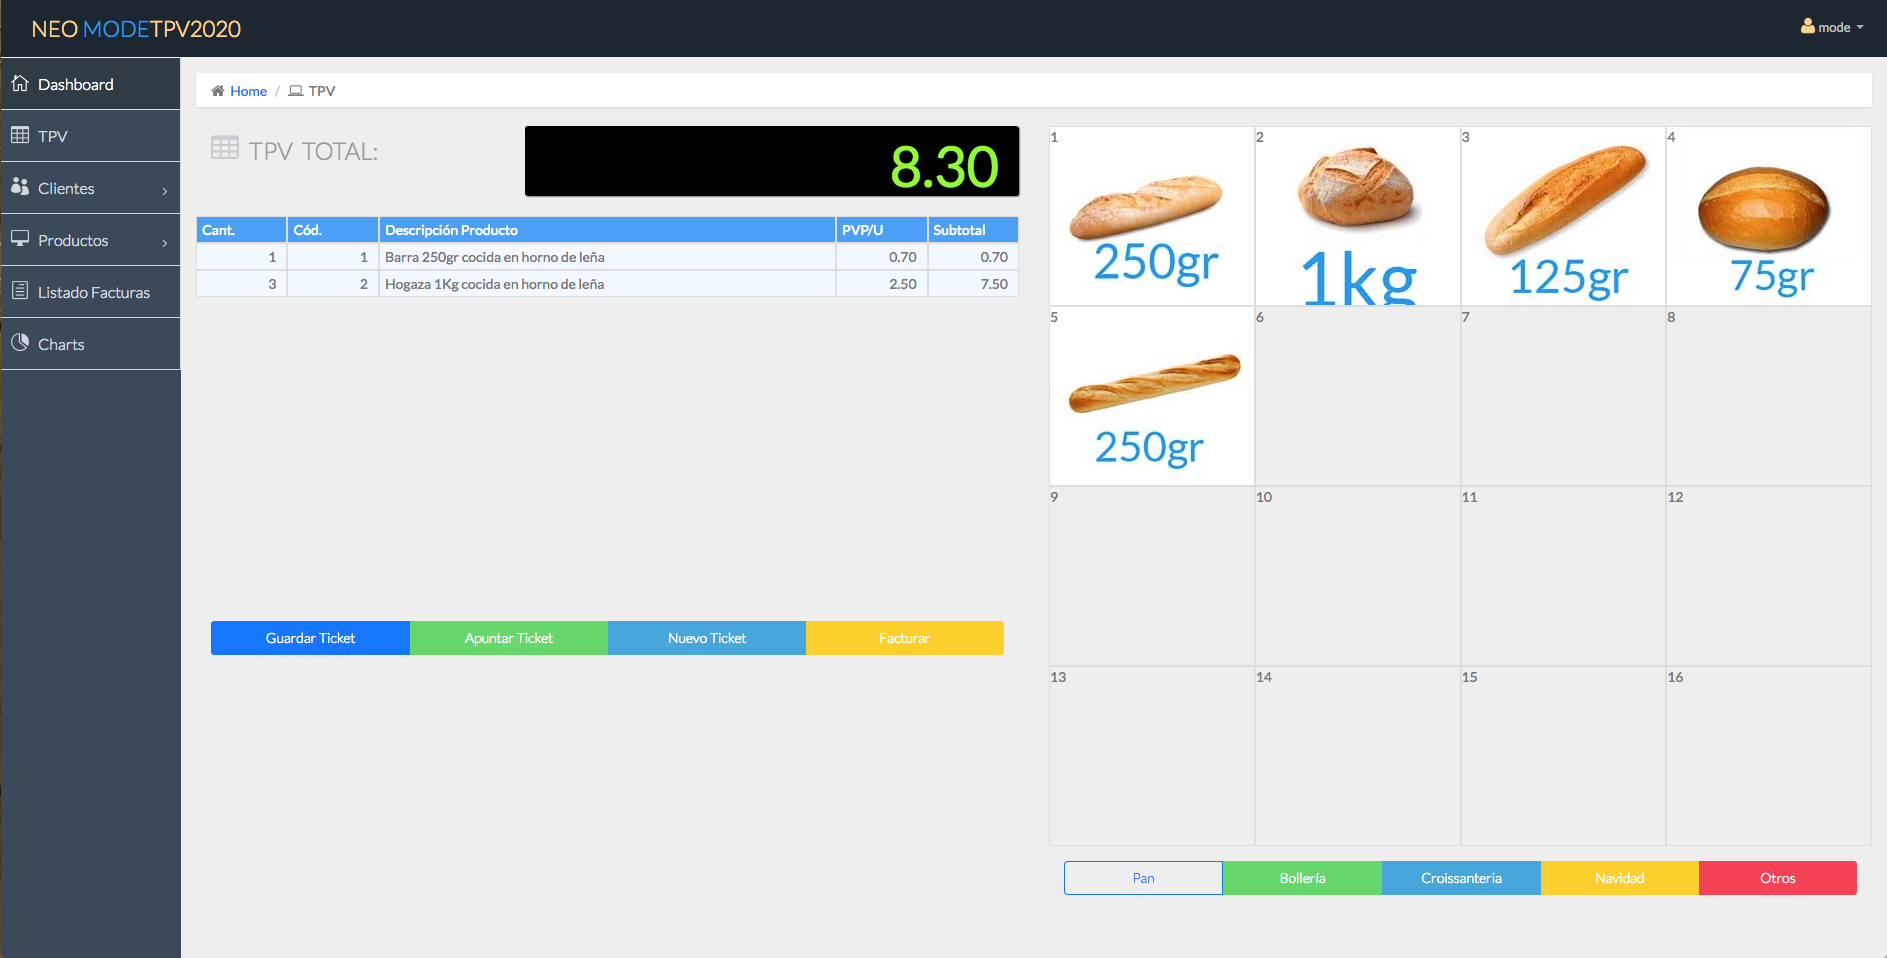 NEO MODETPV2020
mode
Dashboard
TPV
Clientes
Productos
Listado Facturas
Charts
Home / TPV
TPV TOTAL:
8.30
Cant. Cód. Descripción Producto PVP/U Subtotal
1 1 Barra 250gr cocida en horno de leña 0.70 0.70
3 2 Hogaza 1Kg cocida en horno de leña 2.50 7.50
Guardar Ticket Apuntar Ticket Nuevo Ticket Facturar
1 2 3 4
250gr 1kg 125gr 75gr
5 6 7 8
250gr
9 10 11 12
13 14 15 16
Pan Bollería Croissanteria Navidad Otros